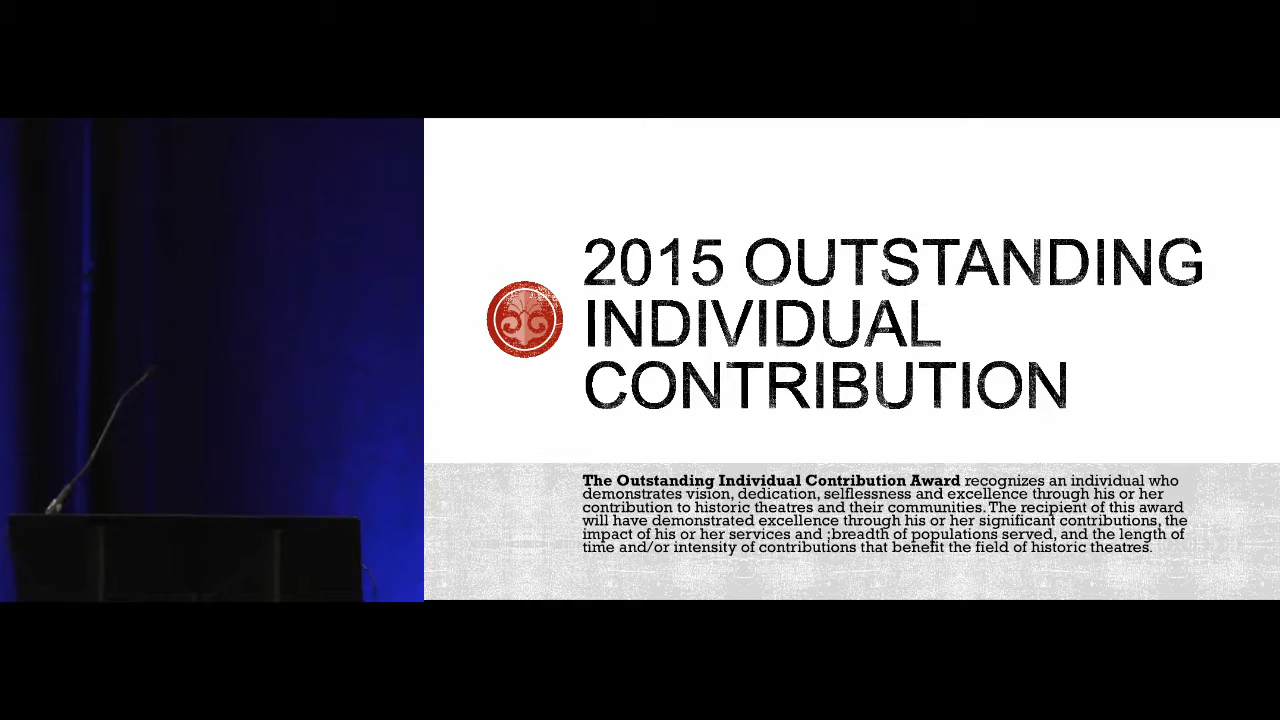 2015 OUTSTANDING
INDIVIDUAL
CONTRIBUTION
The Outstanding Individual Contribution Award recognizes an individual who
demonstrates vision, dedication, selflessness and excellence through his or her
contribution to historic theatres and their communities. The recipient of this award
will have demonstrated excellence through his or her significant contributions, the
impact of his or her services and ;breadth of populations served, and the length of
time and/or intensity of contributions that benefit the field of historic theatres.